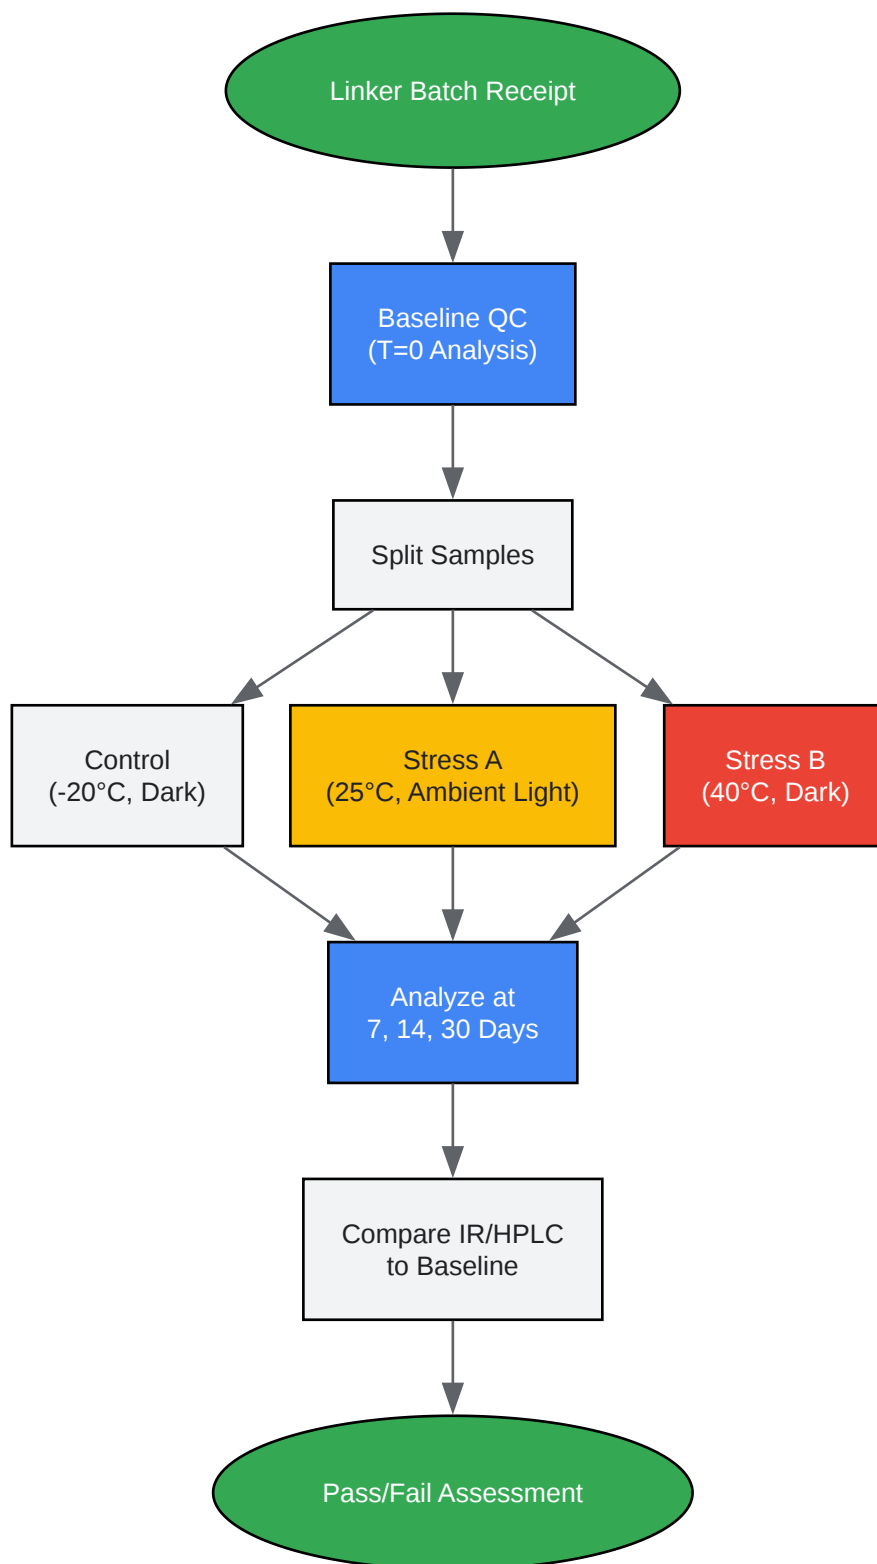 Linker Batch Receipt
Baseline QC
(T=0 Analysis)
Split Samples
Control
(-20°C, Dark)
Stress A
(25°C, Ambient Light)
Stress B
(40°C, Dark)
Analyze at
7, 14, 30 Days
Compare IR/HPLC
to Baseline
Pass/Fail Assessment